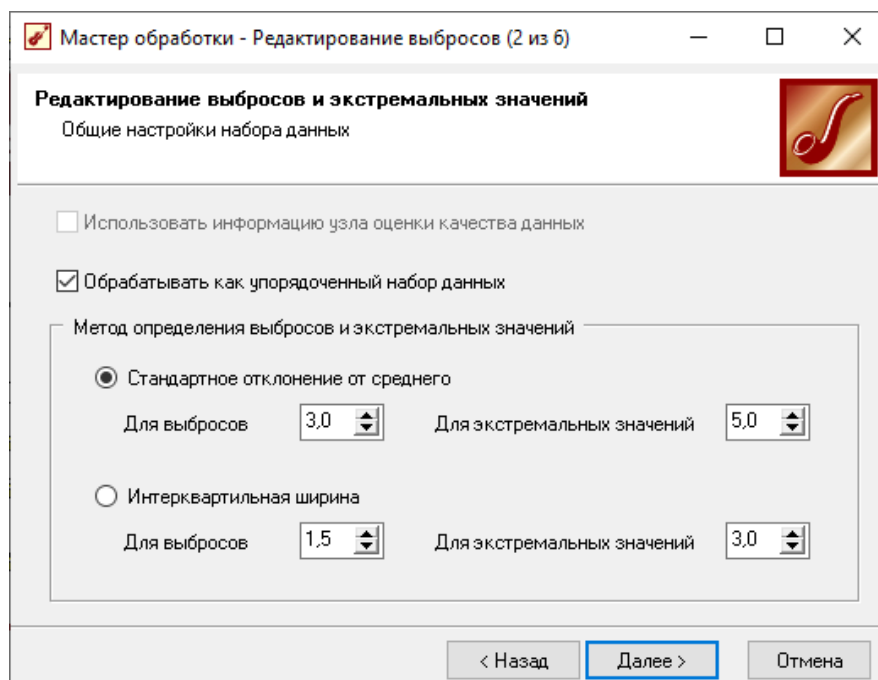 Мастер обработки - Редактирование выбросов (2 из 6)
Редактирование выбросов и экстремальных значений
Общие настройки набора данных
Использовать информацию узла оценки качества данных
Обрабатывать как упорядоченный набор данных
Метод определения выбросов и экстремальных значений
Стандартное отклонение от среднего
Для выбросов 3,0 Для экстремальных значений 5,0
Интерквартильная ширина
Для выбросов 1,5 Для экстремальных значений 3,0
< Назад Далее > Отмена